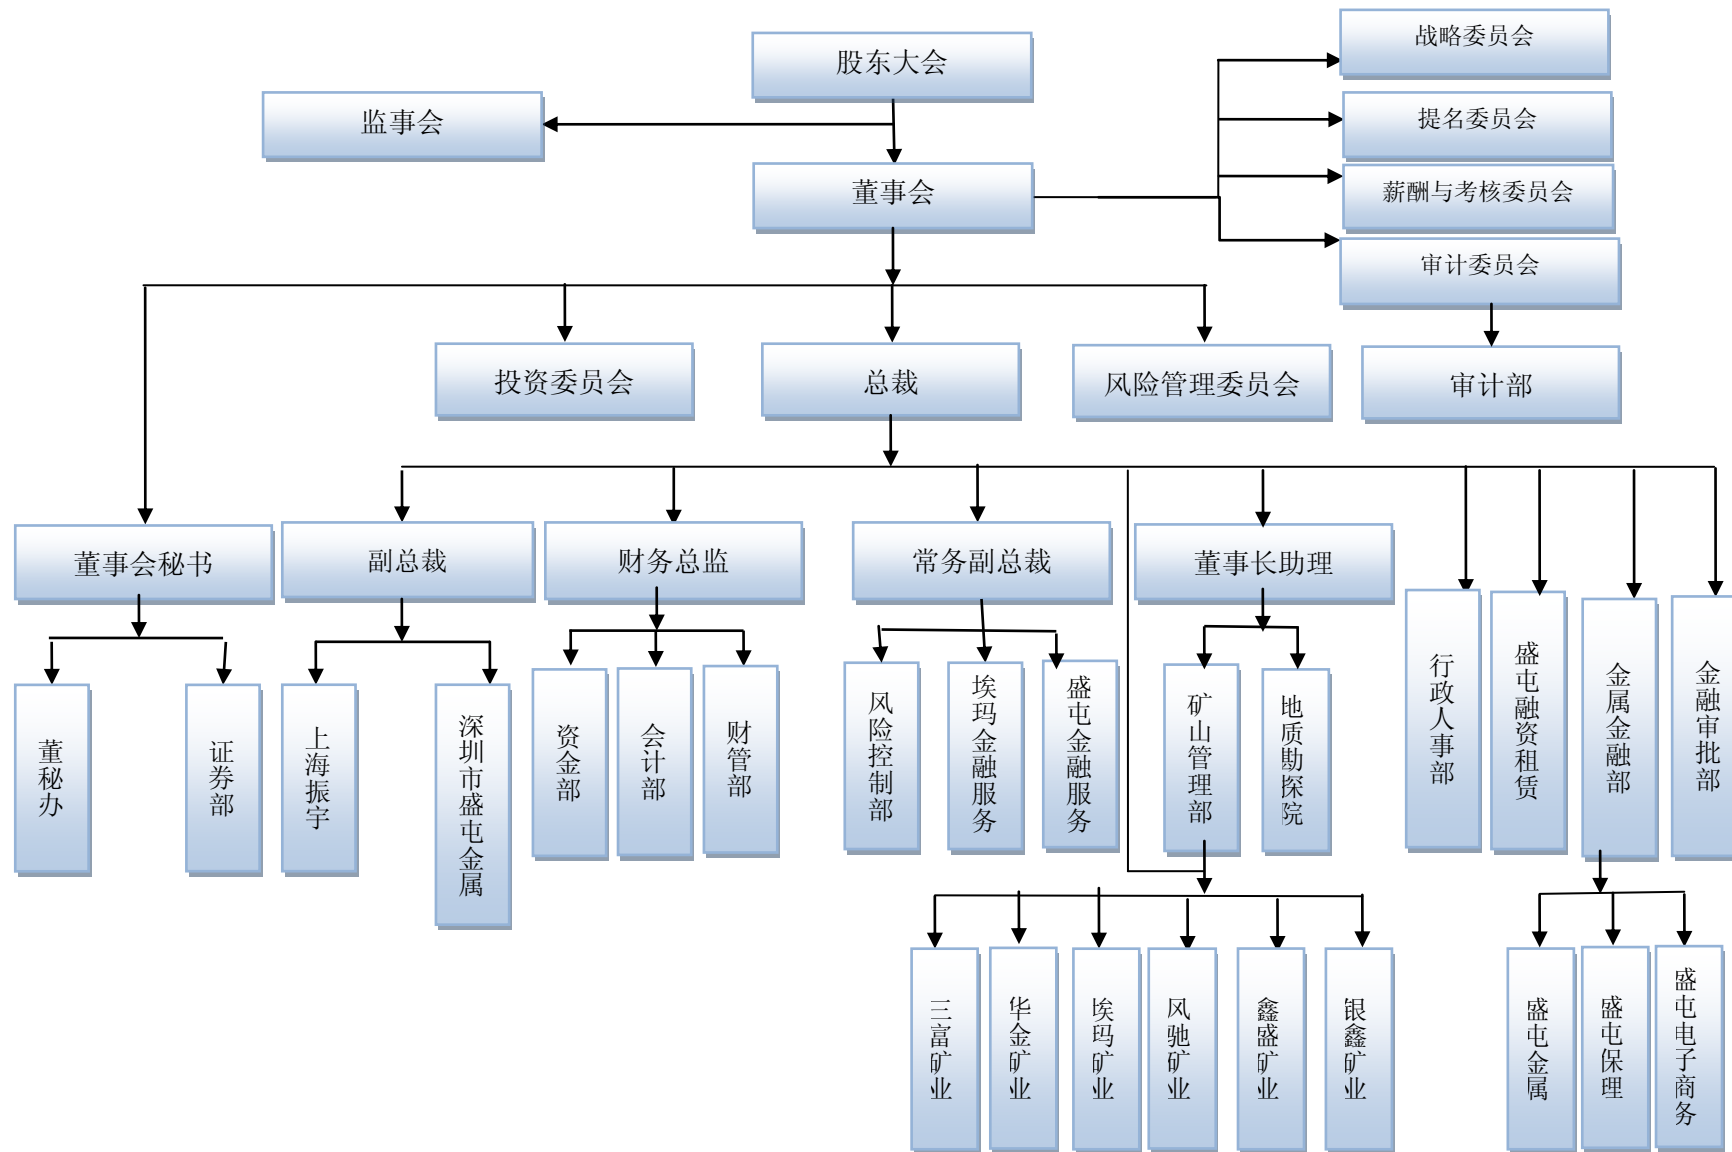 股东大会
监事会
董事会
战略委员会
提名委员会
薪酬与考核委员会
审计委员会
投资委员会
总裁
风险管理委员会
审计部
董事会秘书
副总裁
财务总监
常务副总裁
董事长助理
行政人事部
盛屯融资租赁
金属金融部
金融审批部
董秘办
证券部
上海振宇
深圳市盛屯金属
资金部
会计部
财管部
风险控制部
埃玛金融服务
盛屯金融服务
矿山管理部
地质勘探院
三富矿业
华金矿业
埃玛矿业
风驰矿业
鑫盛矿业
银鑫矿业
盛屯金属
盛屯保理
盛屯电子商务